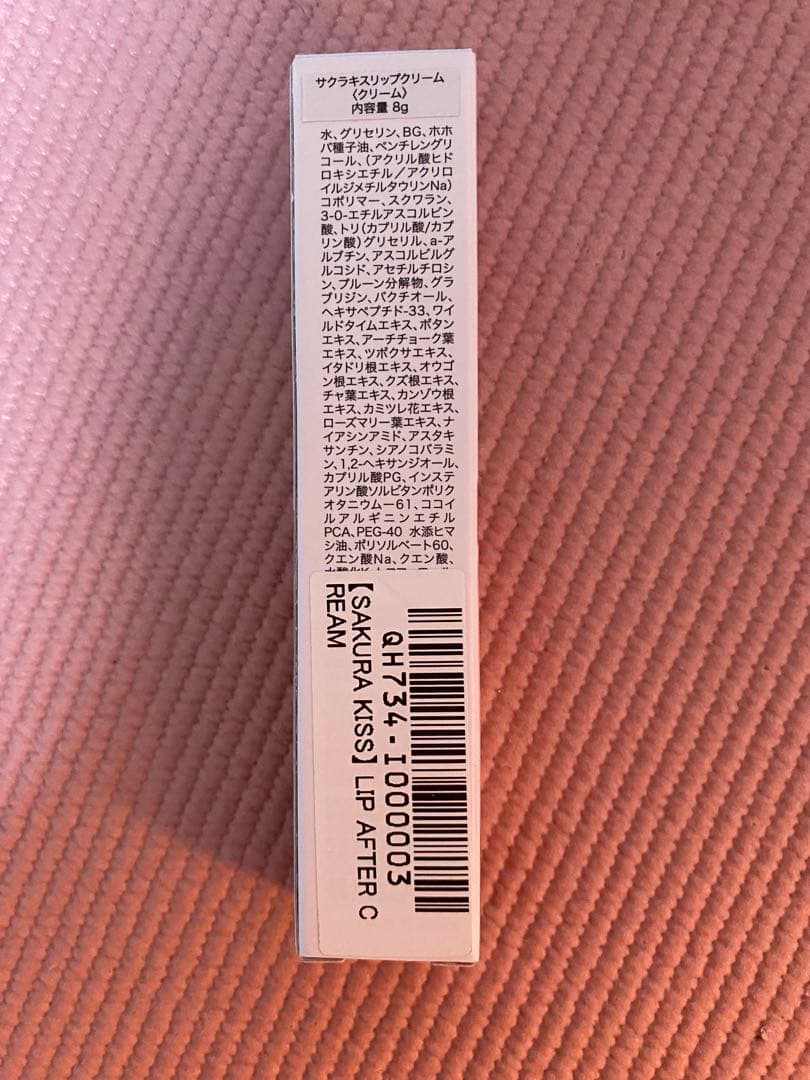 サクラキスリップクリーム
〈クリーム〉
内容量 8g
水、グリセリン、BG、ホホ
バ種子油、ペンチレングリ
コール、(アクリル酸ヒド
ロキシエチル／アクリロ
イルジメチルタウリンNa)
コポリマー、スクワラン、
3-0-エチルアスコルビン
酸、トリ(カプリル酸/カプ
リン酸)グリセリル、a-ア
ルブチン、アスコルビルグ
ルコシド、アセチルチロシ
ン、プルーン分解物、グラ
ブリジン、バクチオール、
ヘキサペプチド-33、ワイ
ルドタイムエキス、ボタン
エキス、アーチチョーク葉
エキス、ツボクサエキス、
イタドリ根エキス、オウゴ
ン根エキス、クズ根エキス、
チャ葉エキス、カンゾウ根
エキス、カミツレ花エキス、
ローズマリー葉エキス、ナ
イアシンアミド、アスタキ
サンチン、シアノコバラミ
ン、1,2-ヘキサンジオール、
カプリル酸PG、インステ
アリン酸ソルビタンポリク
オタニウムー61、ココイ
ルアルギニンエチル
PCA、PEG-40 水添ヒマ
シ油、ポリソルベート60、
クエン酸Na、クエン酸、
QH734-I000003
【SAKURA KISS】LIP AFTER C
REAM